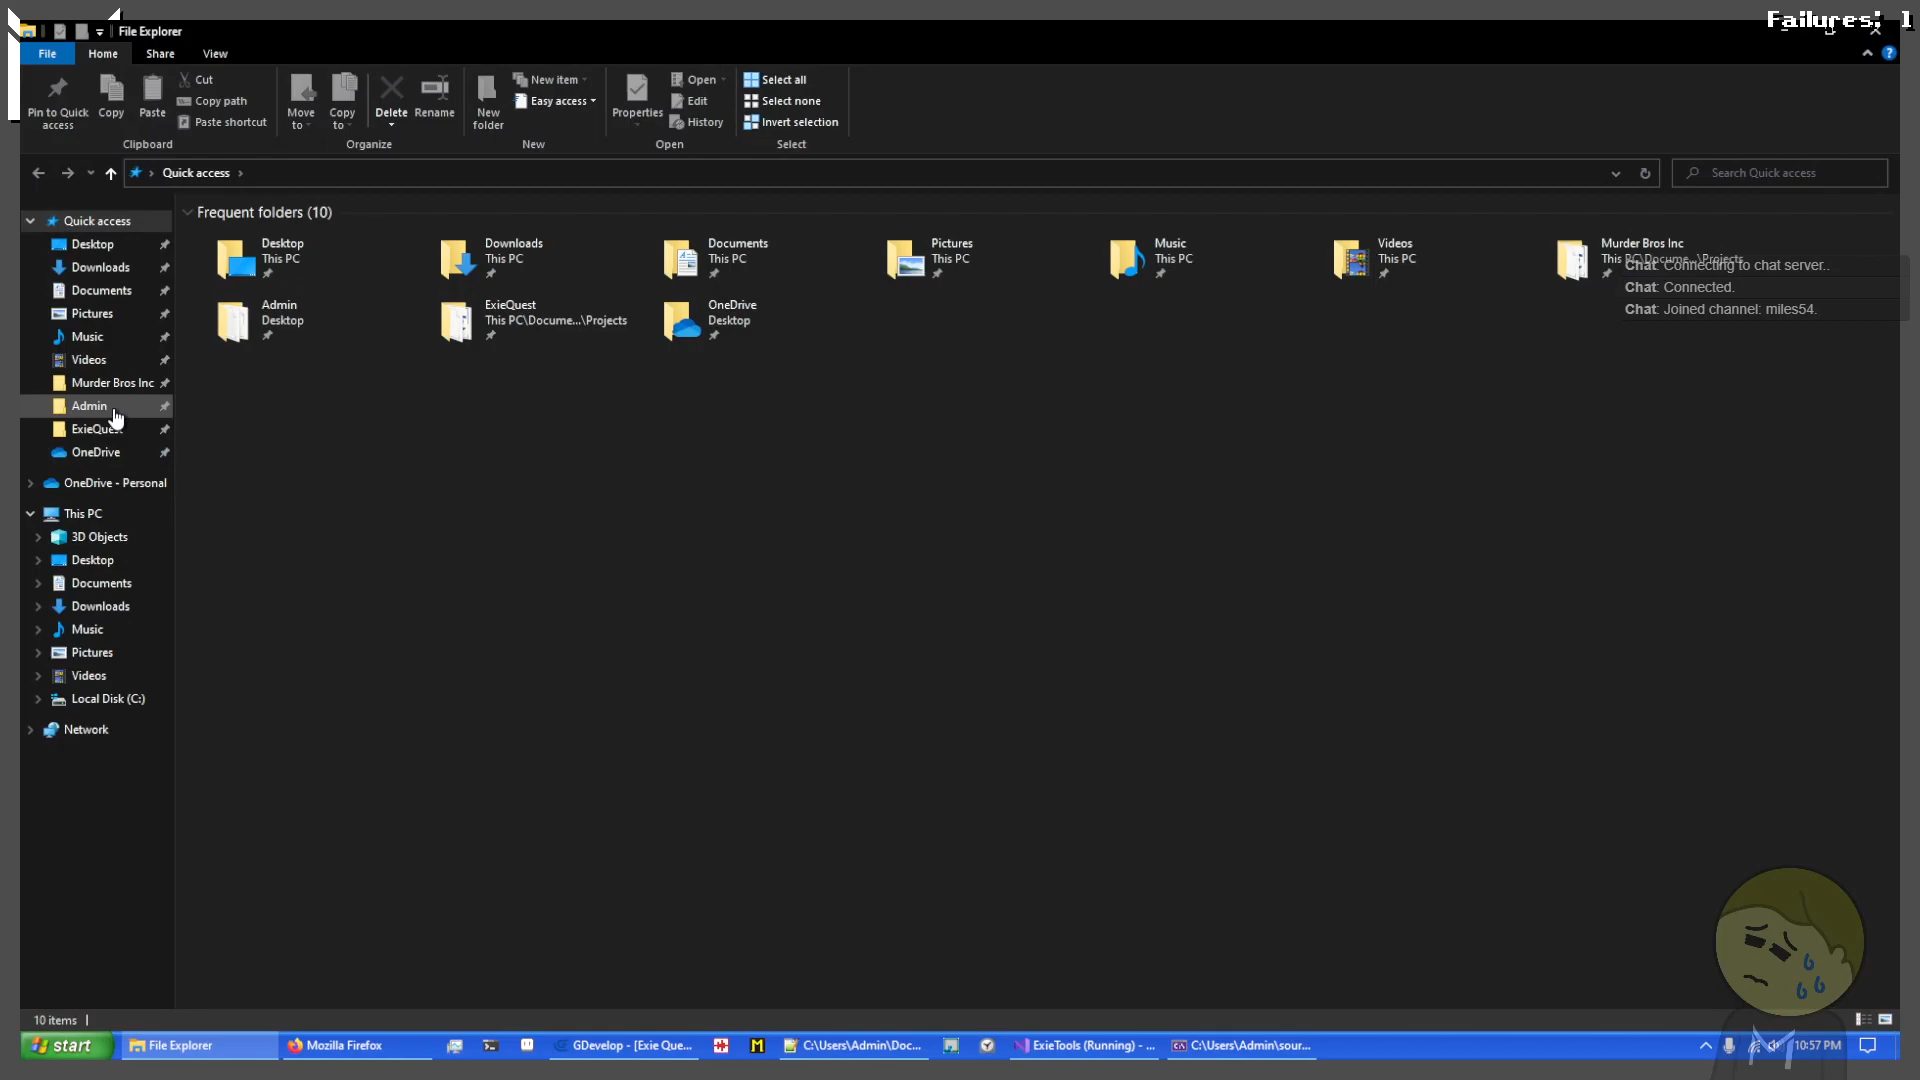 File Explorer
Failures: 1
File Home Share View
Pin to Quick access
Copy
Paste
Cut
Copy path
Paste shortcut
Clipboard
Move to
Copy to
Delete
Rename
Organize
New folder
New item
Easy access
New
Properties
Open
Edit
History
Open
Select all
Select none
Invert selection
Select
Quick access
Search Quick access
Quick access
Desktop
Downloads
Documents
Pictures
Music
Videos
Murder Bros Inc
Admin
OneDrive
OneDrive - Personal
This PC
3D Objects
Desktop
Documents
Downloads
Music
Pictures
Videos
Local Disk (C:)
Network
Frequent folders (10)
Desktop
This PC
Downloads
This PC
Documents
This PC
Pictures
This PC
Music
This PC
Videos
This PC
Murder Bros Inc
This PC\Docume...\Projects
Admin
Desktop
ExieQuest
This PC\Docume...\Projects
OneDrive
Desktop
Chat: Connecting to chat server..
Chat: Connected.
Chat: Joined channel: miles54.
10 items
start
File Explorer
Mozilla Firefox
GDevelop - [Exie Que...
C:\Users\Admin\Doc...
ExieTools (Running) - ...
C:\Users\Admin\sour...
10:57 PM